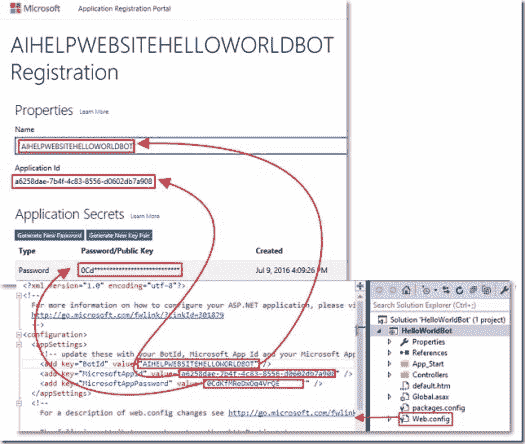 Microsoft
Application Registration Portal
AIHELPWEBSITEHELLOWORLDBOT
Registration
Properties Learn More
Name
AIHELPWEBSITEHELLOWORLDBOT
Application Id
a6258dae-7b4f-4c83-8556-d0602db7a908
Application Secrets Learn More
Generate New Password Generate New Key Pair
Type Password/Public Key Created
Password 0Cd**************************** Jul 9, 2016 4:09:26 PM
<?xml version="1.0" encoding="utf-8"?>
<!--
For more information on how to configure your ASP.NET application, please vi
http://go.microsoft.com/fwlink/?LinkId=301879
-->
<configuration>
<appSettings>
<!-- update these with your BotId, Microsoft App Id and your Microsoft App
<add key="BotId" value="AIHELPWEBSITEHELLOWORLDBOT" />
<add key="MicrosoftAppId" value="a6258dae-7b4f-4c83-8556-d0602db7a908" />
<add key="MicrosoftAppPassword" value=" " />
</appSettings>
<!--
For a description of web.config changes see http://go.microsoft.com/fwlink
Search Solution Explorer (Ctrl+;)
Solution 'HelloWorldBot' (1 project)
HelloWorldBot
Properties
References
App_Start
Controllers
default.htm
Global.asax
packages.config
Web.config